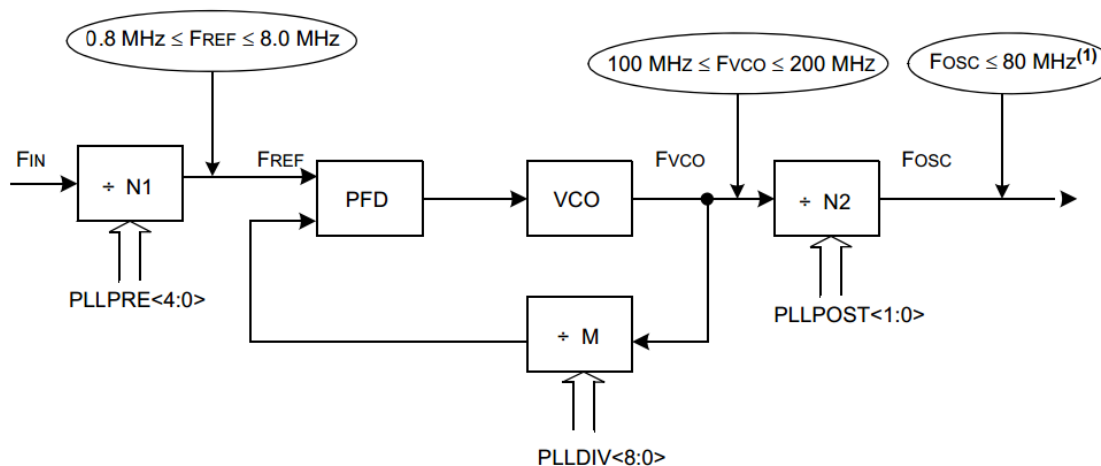 0.8 MHz ≤ FREF ≤ 8.0 MHz
100 MHz ≤ FVCO ≤ 200 MHz
FOSC ≤ 80 MHz(1)
FIN
÷ N1
FREF
PFD
VCO
FVCO
÷ N2
FOSC
PLLPRE<4:0>
PLLPOST<1:0>
÷ M
PLLDIV<8:0>